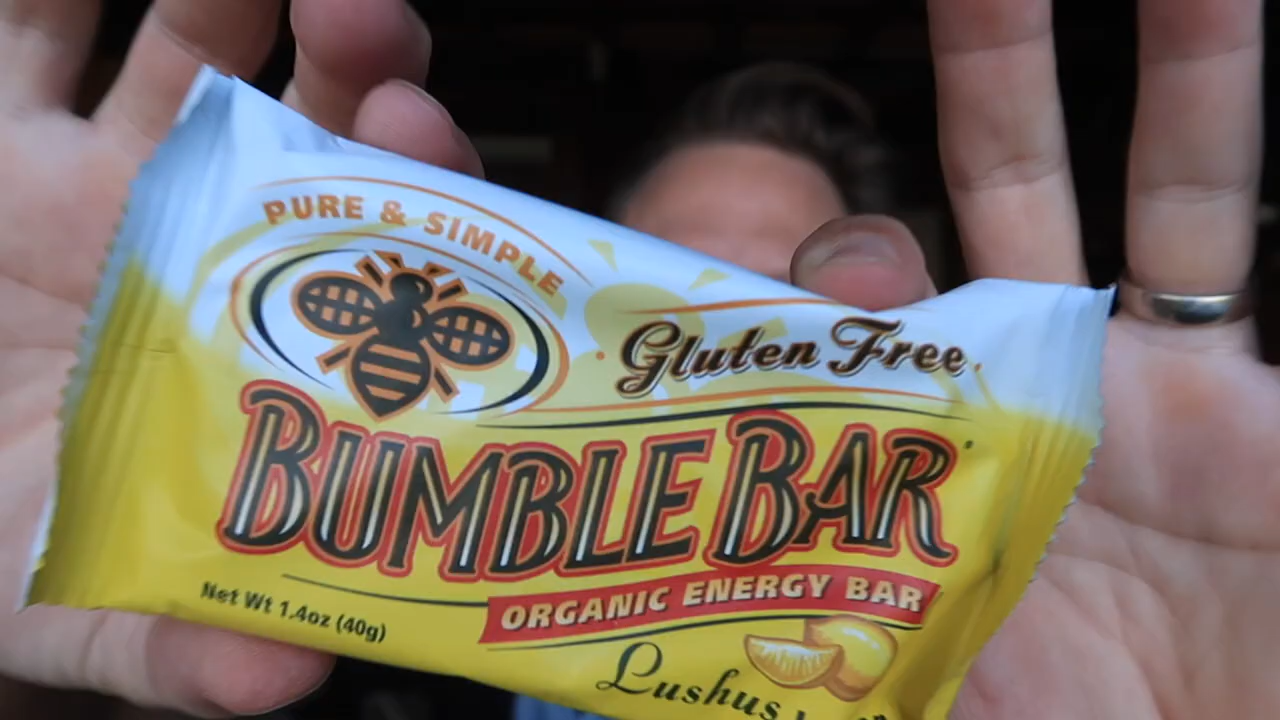 PURE & SIMPLE
Gluten Free
BUMBLE BAR
ORGANIC ENERGY BAR
Net Wt 1.4oz (40g)
Lushus